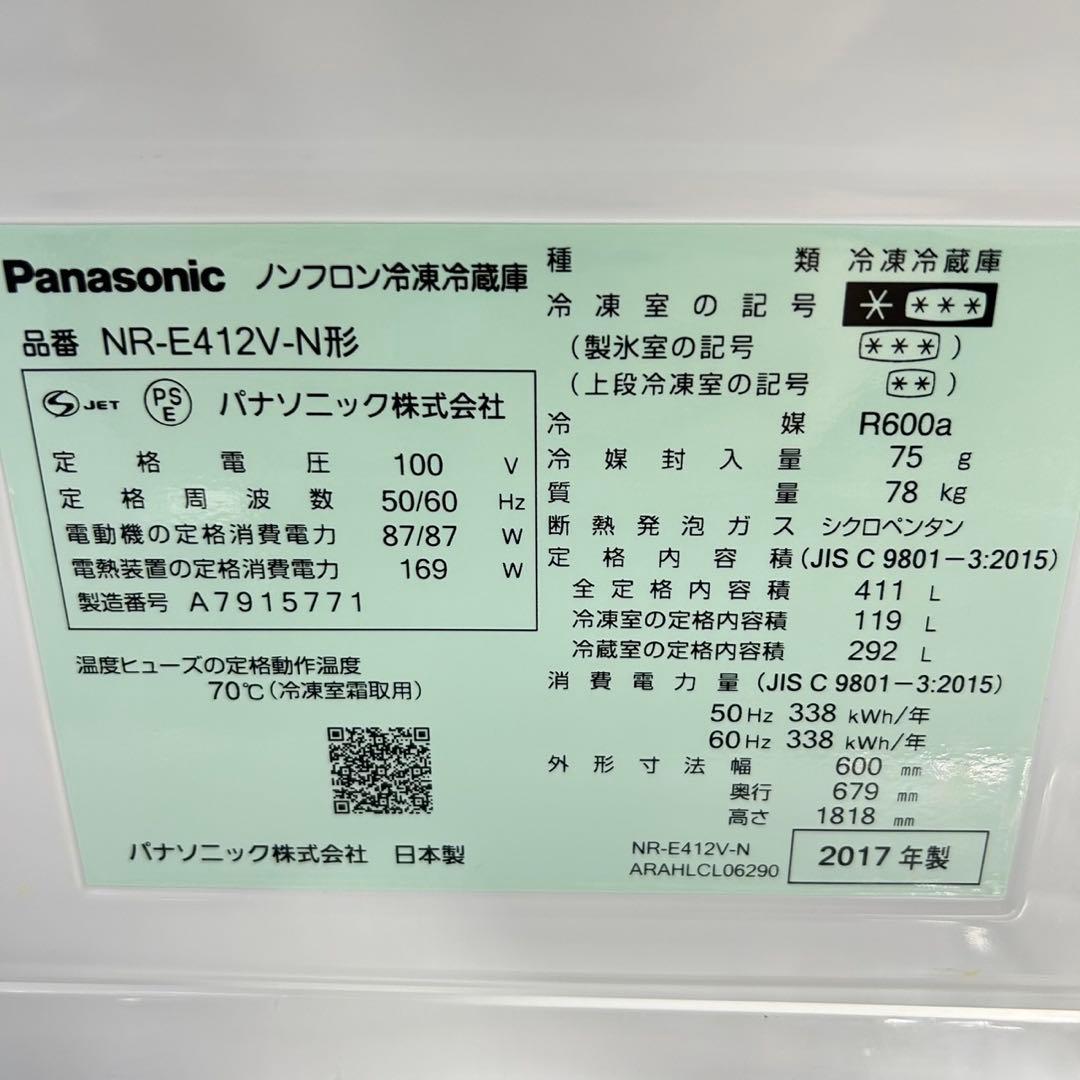 Panasonic ノンフロン冷凍冷蔵庫
品番 NR-E412V-N形
S JET PSE パナソニック株式会社
定格電圧 100 V
定格周波数 50/60 Hz
電動機の定格消費電力 87/87 W
電熱装置の定格消費電力 169 W
製造番号 A7915771
温度ヒューズの定格動作温度
70℃(冷凍室霜取用)
パナソニック株式会社 日本製
種類 冷凍冷蔵庫
冷凍室の記号 * ***
(製氷室の記号 ***)
(上段冷凍室の記号 **)
冷媒 R600a
冷媒封入量 75 g
質量 78 kg
断熱発泡ガス シクロペンタン
定格内容積(JIS C 9801-3:2015)
全定格内容積 411 L
冷凍室の定格内容積 119 L
冷蔵室の定格内容積 292 L
消費電力量(JIS C 9801-3:2015)
50Hz 338 kWh/年
60Hz 338 kWh/年
外形寸法幅 600 mm
奥行 679 mm
高さ 1818 mm
NR-E412V-N
ARAHLCL06290
2017年製